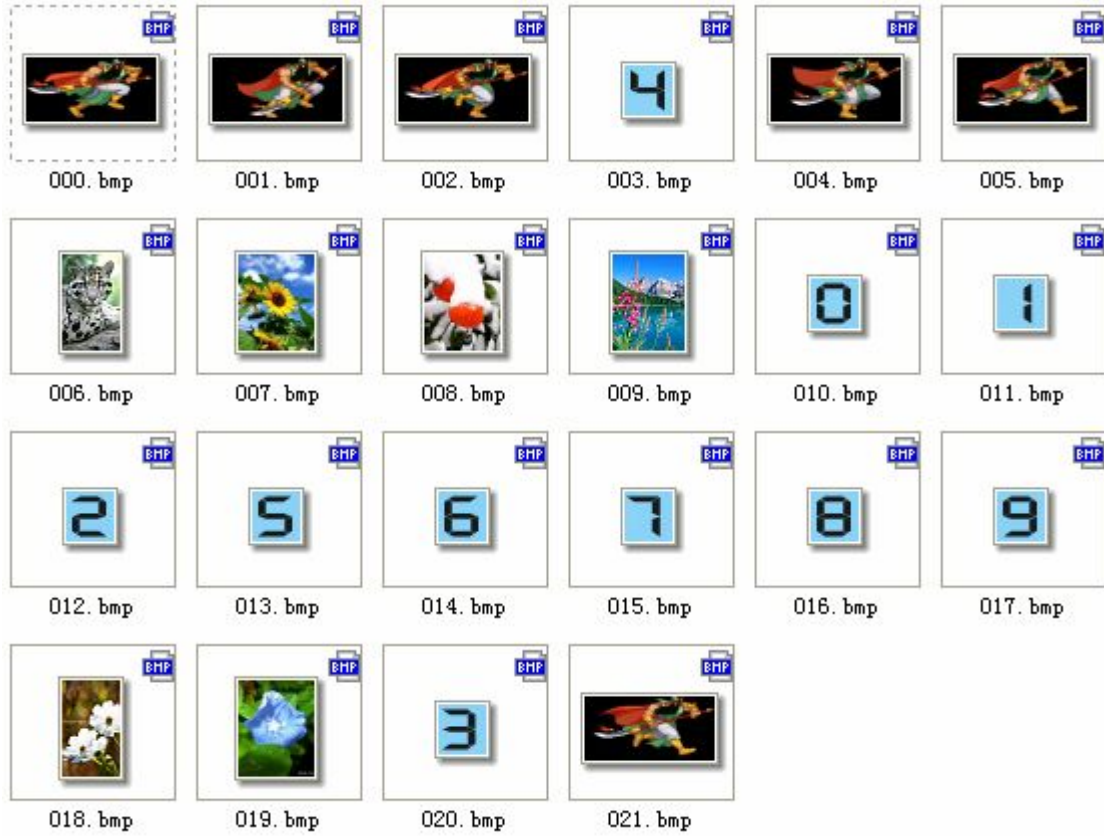 BMP BMP BMP BMP BMP BMP
4
000.bmp 001.bmp 002.bmp 003.bmp 004.bmp 005.bmp
BMP BMP BMP BMP BMP BMP
0 1
006.bmp 007.bmp 008.bmp 009.bmp 010.bmp 011.bmp
BMP BMP BMP BMP BMP BMP
2 5 6 7 8 9
012.bmp 013.bmp 014.bmp 015.bmp 016.bmp 017.bmp
BMP BMP BMP BMP
3
018.bmp 019.bmp 020.bmp 021.bmp